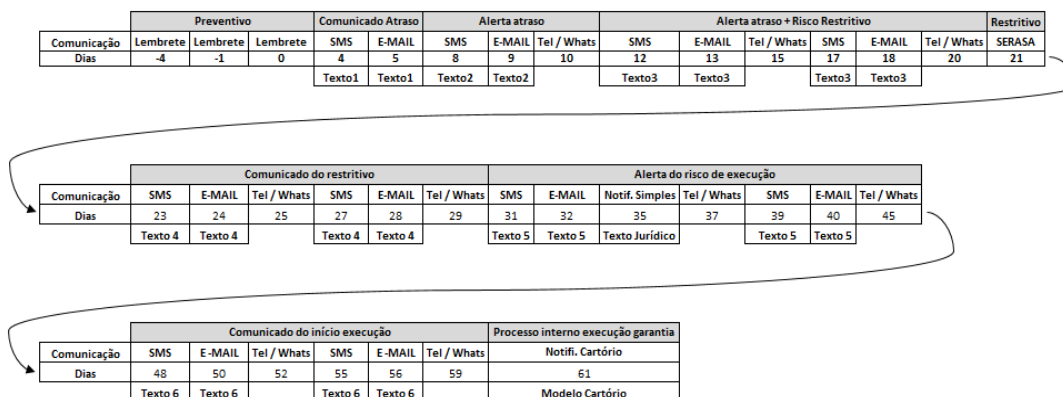 Preventivo Comunicado Atraso Alerta atraso Alerta atraso + Risco Restritivo Restritivo
Comunicação Lembrete Lembrete Lembrete SMS E-MAIL SMS E-MAIL Tel / Whats SMS E-MAIL Tel / Whats SMS E-MAIL Tel / Whats SERASA
Dias -4 -1 0 4 5 8 9 10 12 13 15 17 18 20 21
Texto1 Texto1 Texto2 Texto2 Texto3 Texto3 Texto3 Texto3
Comunicado do restritivo Alerta do risco de execução
Comunicação SMS E-MAIL Tel / Whats SMS E-MAIL Tel / Whats SMS E-MAIL Notif. Simples Tel / Whats SMS E-MAIL Tel / Whats
Dias 23 24 25 27 28 29 31 32 35 37 39 40 45
Texto 4 Texto 4 Texto 4 Texto 4 Texto 5 Texto 5 Texto Jurídico Texto 5 Texto 5
Comunicado do início execução Processo interno execução garantia
Comunicação SMS E-MAIL Tel / Whats SMS E-MAIL Tel / Whats Notifi. Cartório
Dias 48 50 52 55 56 59 61
Texto 6 Texto 6 Texto 6 Texto 6 Modelo Cartório